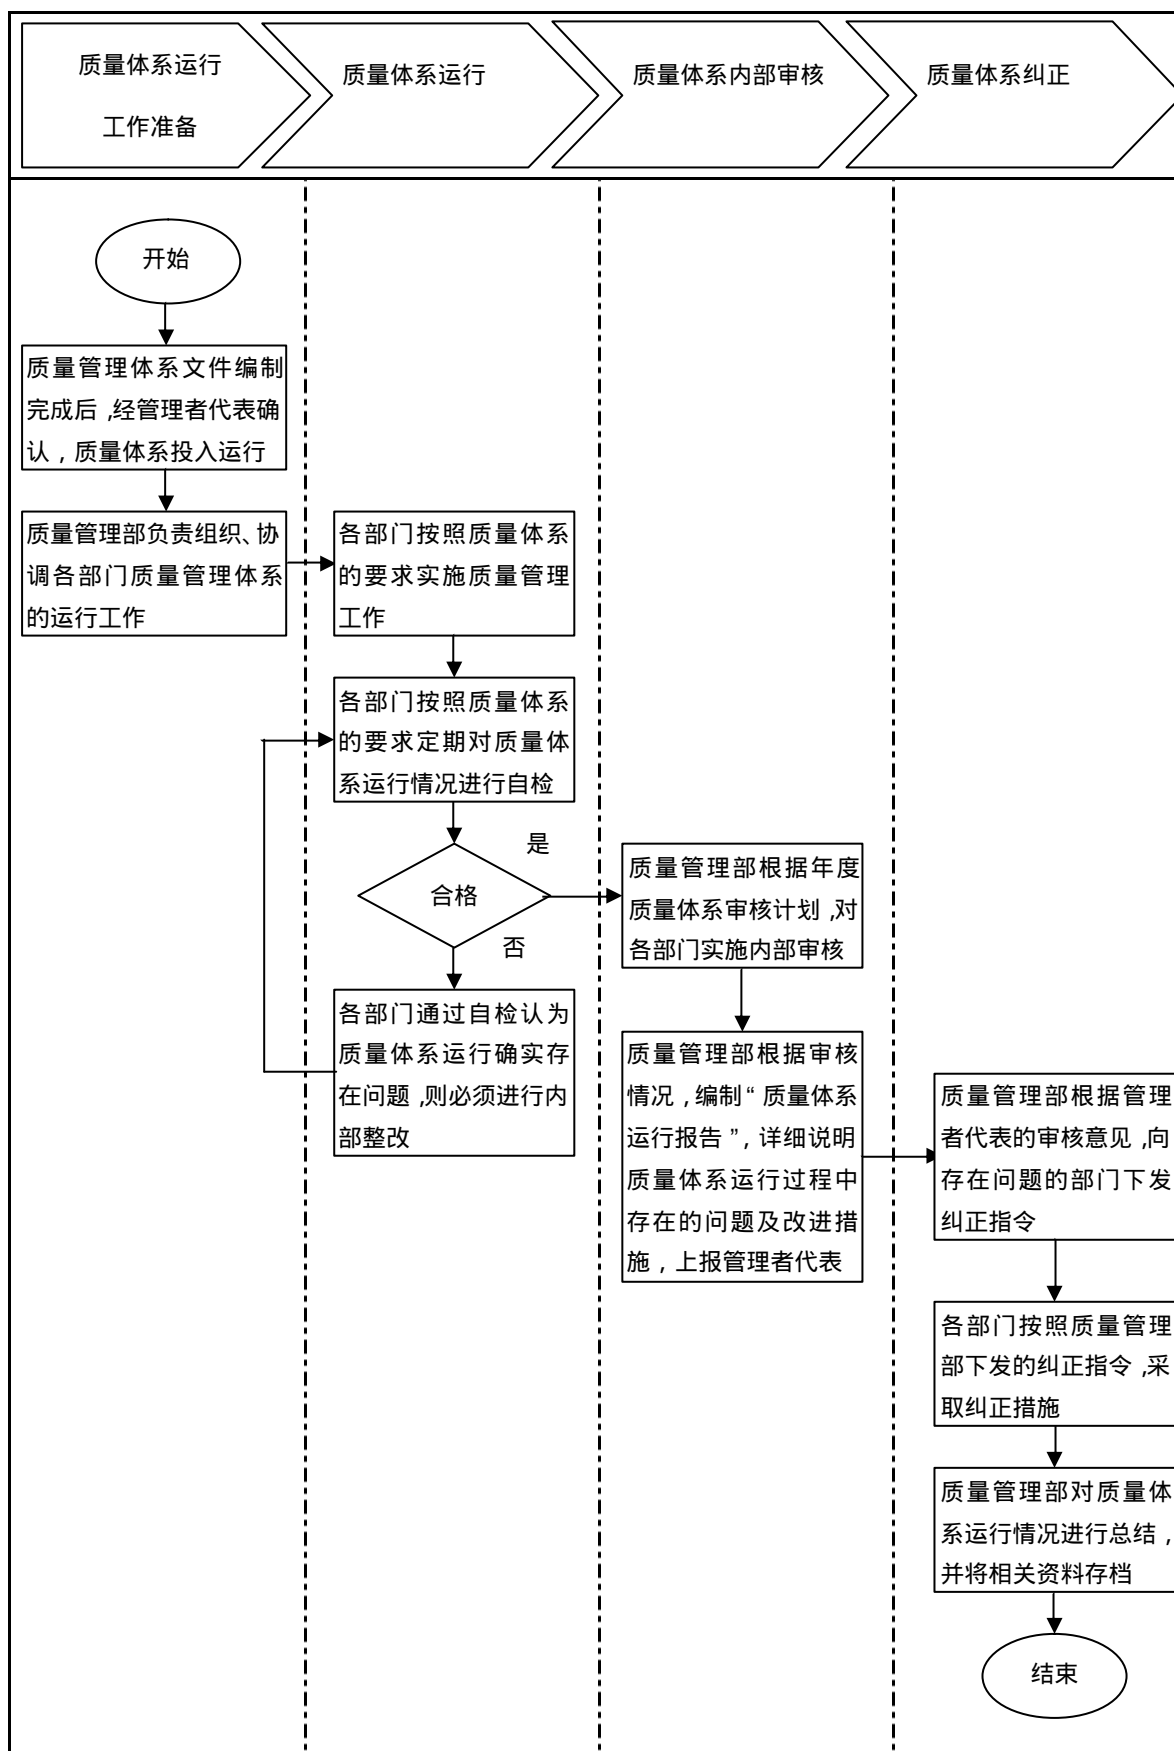 质量体系运行
工作准备
质量体系运行
质量体系内部审核
质量体系纠正
开始
质量管理体系文件编制
完成后,经管理者代表确
认,质量体系投入运行
质量管理部负责组织、协
调各部门质量管理体系
的运行工作
各部门按照质量体系
的要求实施质量管理
工作
各部门按照质量体系
的要求定期对质量体
系运行情况进行自检
合格
是
否
各部门通过自检认为
质量体系运行确实存
在问题,则必须进行内
部整改
质量管理部根据年度
质量体系审核计划,对
各部门实施内部审核
质量管理部根据审核
情况,编制“质量体系
运行报告”,详细说明
质量体系运行过程中
存在的问题及改进措
施,上报管理者代表
质量管理部根据管理
者代表的审核意见,向
存在问题的部门下发
纠正指令
各部门按照质量管理
部下发的纠正指令,采
取纠正措施
质量管理部对质量体
系运行情况进行总结,
并将相关资料存档
结束